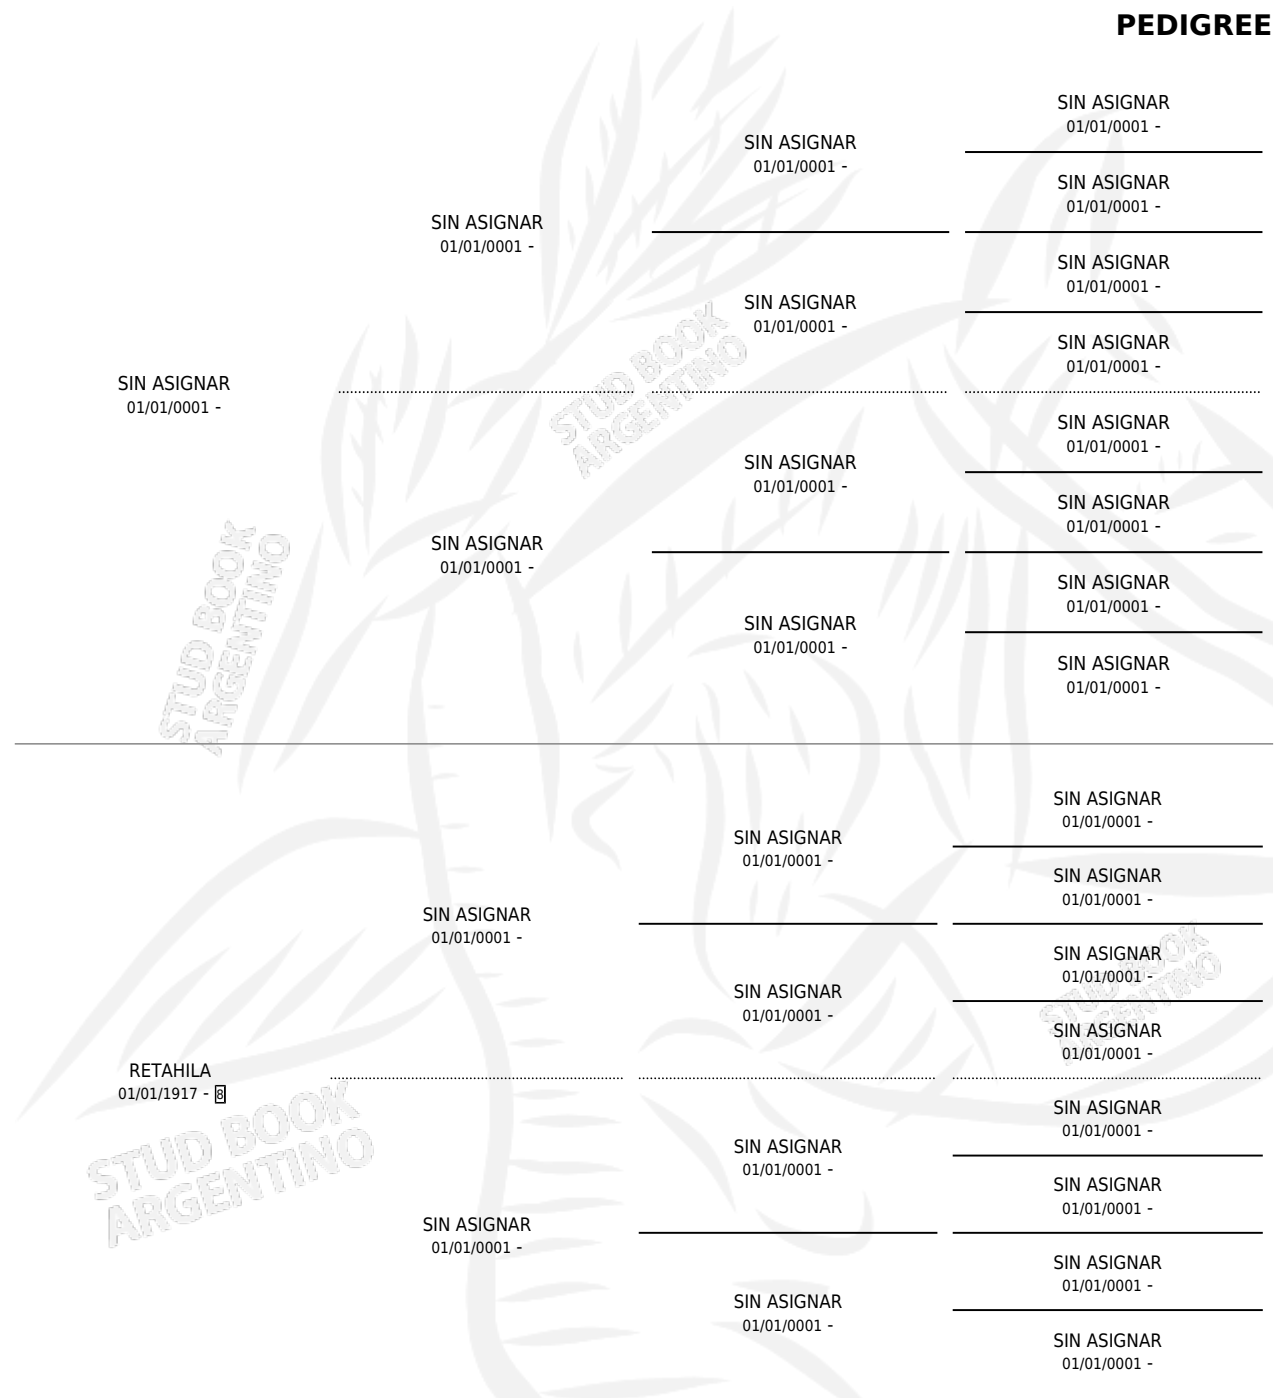 PEDIGREE
SIN ASIGNAR
01/01/0001 -
SIN ASIGNAR
01/01/0001 -
SIN ASIGNAR
01/01/0001 -
SIN ASIGNAR
01/01/0001 -
SIN ASIGNAR
01/01/0001 -
SIN ASIGNAR
01/01/0001 -
SIN ASIGNAR
01/01/0001 -
SIN ASIGNAR
01/01/0001 -
SIN ASIGNAR
01/01/0001 -
SIN ASIGNAR
01/01/0001 -
SIN ASIGNAR
01/01/0001 -
SIN ASIGNAR
01/01/0001 -
SIN ASIGNAR
01/01/0001 -
SIN ASIGNAR
01/01/0001 -
SIN ASIGNAR
01/01/0001 -
STUD BOOK
ARGENTINO
STUD BOOK
ARGENTINO
SIN ASIGNAR
01/01/0001 -
SIN ASIGNAR
01/01/0001 -
SIN ASIGNAR
01/01/0001 -
SIN ASIGNAR
01/01/0001 -
SIN ASIGNAR
01/01/0001 -
SIN ASIGNAR
01/01/0001 -
SIN ASIGNAR
01/01/0001 -
RETAHILA
01/01/1917 - 8
SIN ASIGNAR
01/01/0001 -
SIN ASIGNAR
01/01/0001 -
SIN ASIGNAR
01/01/0001 -
SIN ASIGNAR
01/01/0001 -
SIN ASIGNAR
01/01/0001 -
SIN ASIGNAR
01/01/0001 -
SIN ASIGNAR
01/01/0001 -
STUD BOOK
ARGENTINO
STUD BOOK
ARGENTINO